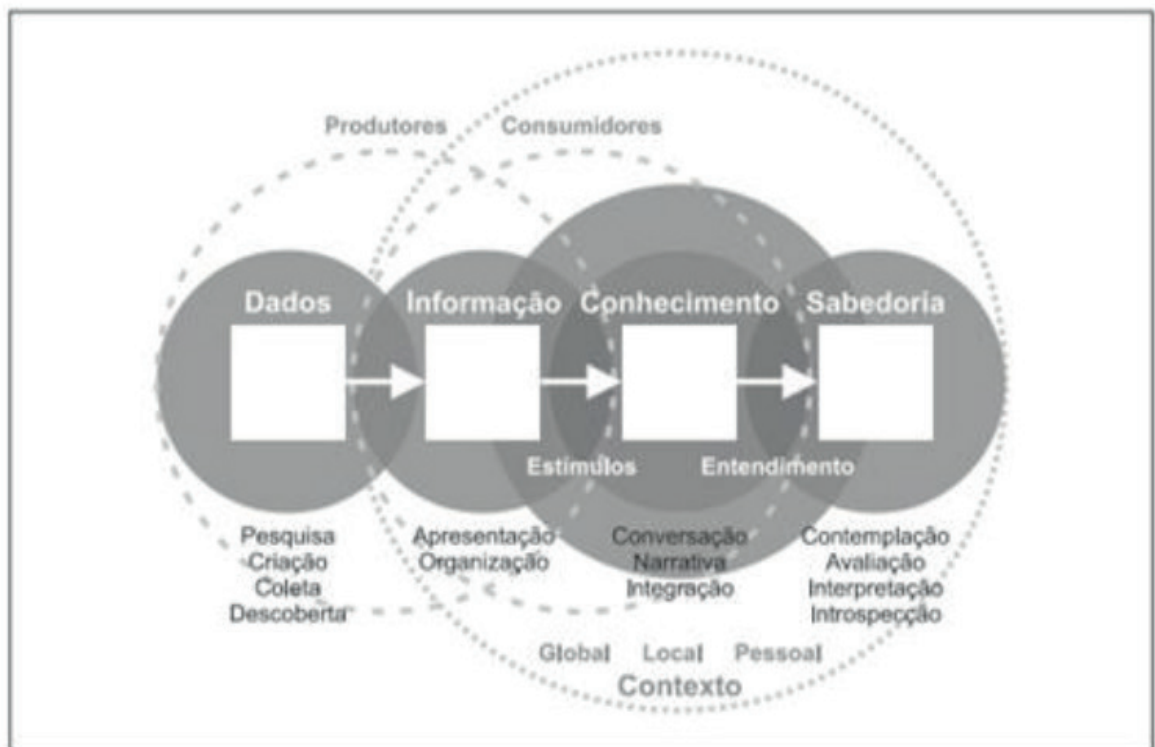 Produtores Consumidores
Dados Informação Conhecimento Sabedoria
Estímulos Entendimento
Pesquisa
Criação
Coleta
Descoberta
Apresentação
Organização
Conversação
Narrativa
Integração
Contemplação
Avaliação
Interpretação
Introspecção
Global Local Pessoal
Contexto